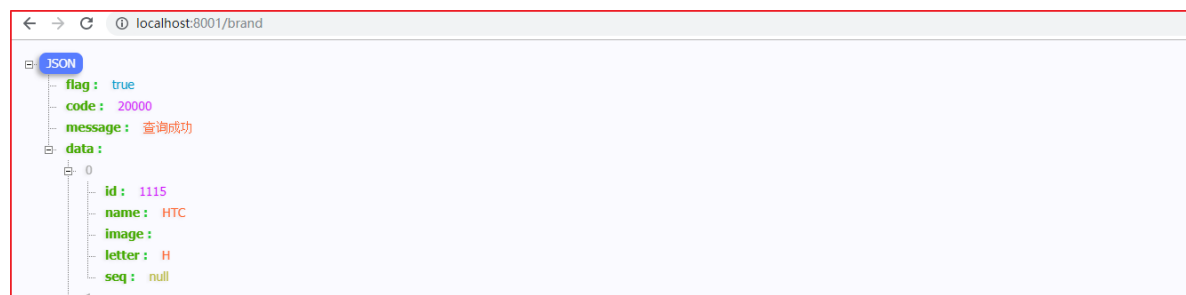 localhost:8001/brand
JSON
flag : true
code : 20000
message : 查询成功
data :
0
id : 1115
name : HTC
image :
letter : H
seq : null